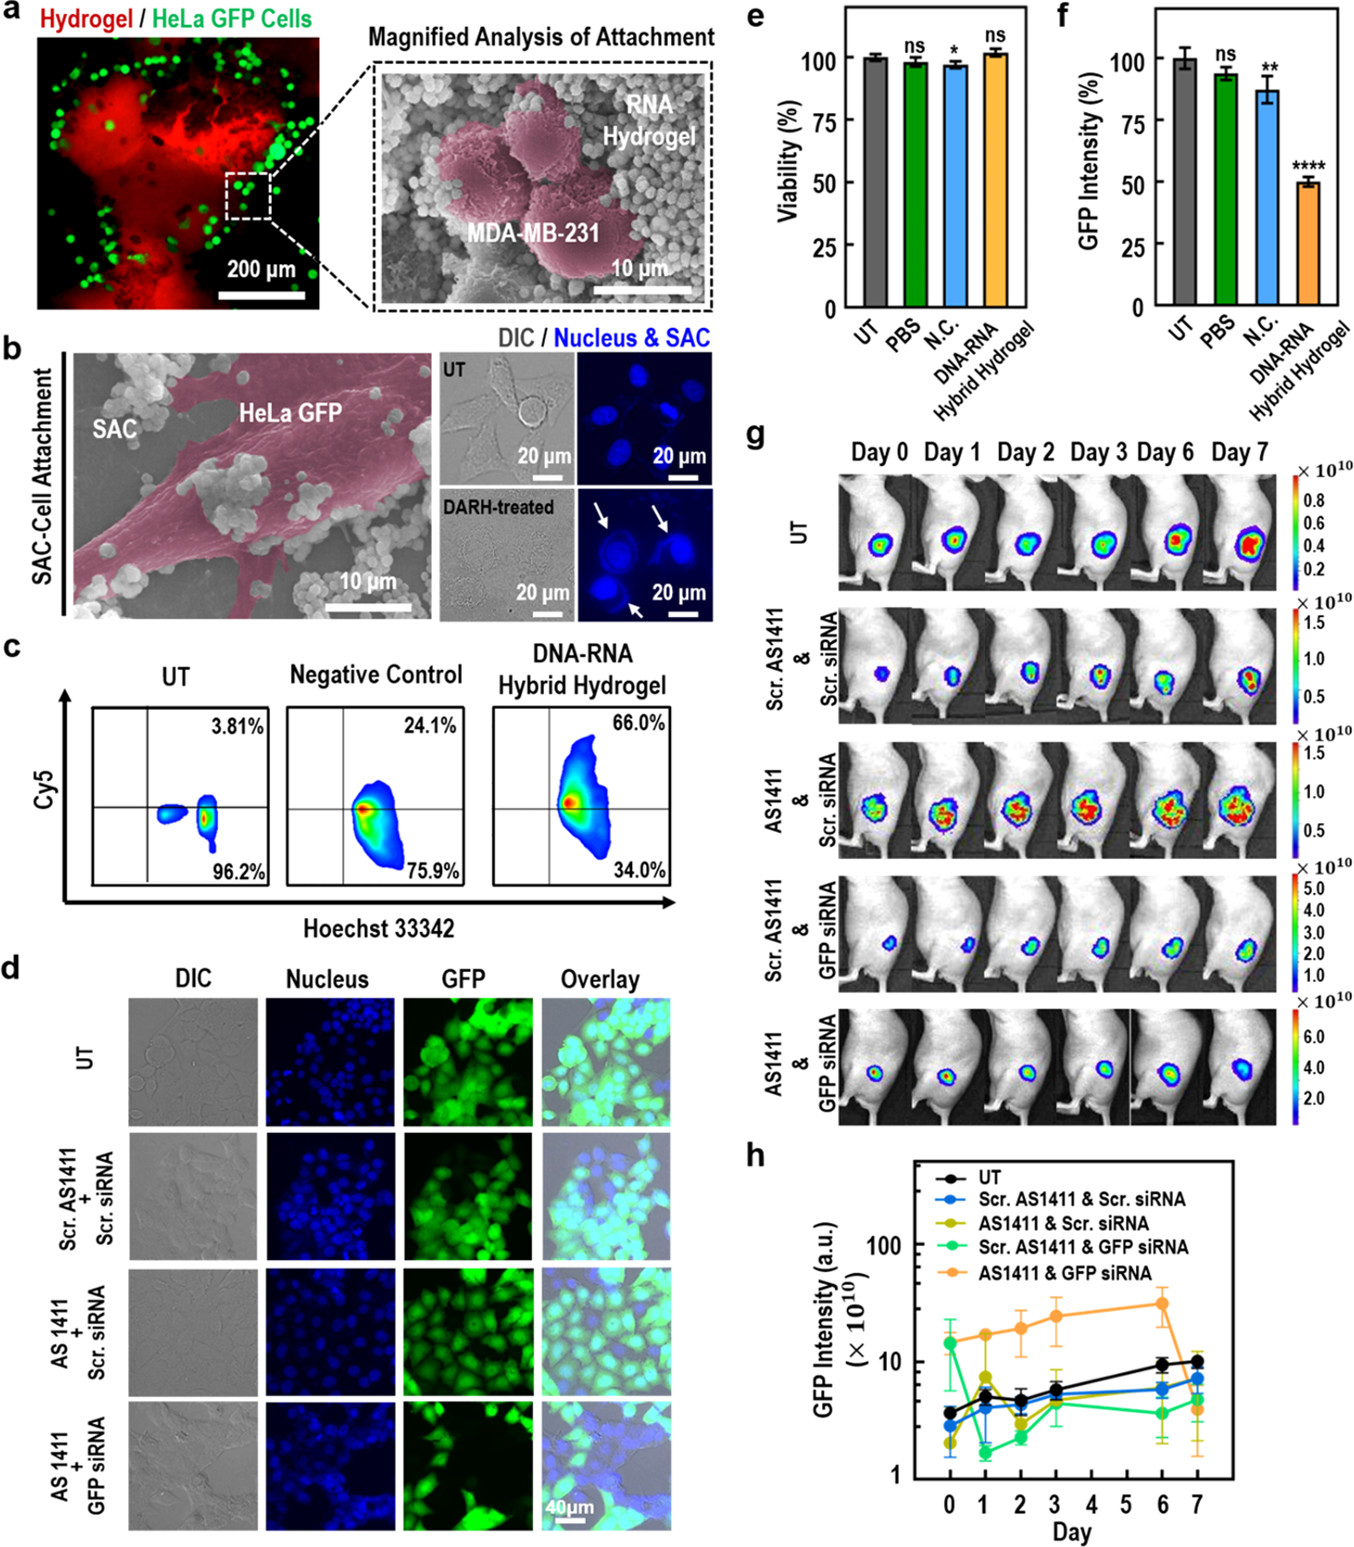 a
Hydrogel / HeLa GFP Cells
200 μm
Magnified Analysis of Attachment
RNA
Hydrogel
MDA-MB-231
10 μm
b
SAC-Cell Attachment
SAC
HeLa GFP
10 μm
DIC / Nucleus & SAC
UT
20 μm
20 μm
DARH-treated
20 μm
20 μm
c
UT
Negative Control
DNA-RNA
Hybrid Hydrogel
Cy5
3.81%
96.2%
24.1%
75.9%
66.0%
34.0%
Hoechst 33342
d
DIC
Nucleus
GFP
Overlay
UT
Scr. AS1411
+
Scr. siRNA
AS 1411
+
Scr. siRNA
AS 1411
+
GFP siRNA
40μm
e
Viability (%)
100
75
50
25
0
ns
*
ns
UT
PBS
N.C.
DNA-RNA
Hybrid Hydrogel
f
GFP Intensity (%)
100
75
50
25
0
ns
**
****
UT
PBS
N.C.
DNA-RNA
Hybrid Hydrogel
g
Day 0
Day 1
Day 2
Day 3
Day 6
Day 7
UT
× 10¹⁰
0.8
0.6
0.4
0.2
Scr. AS1411
&
Scr. siRNA
× 10¹⁰
1.5
1.0
0.5
AS1411
&
Scr. siRNA
× 10¹⁰
1.5
1.0
0.5
Scr. AS1411
&
GFP siRNA
× 10¹⁰
5.0
4.0
3.0
2.0
1.0
AS1411
&
GFP siRNA
× 10¹⁰
6.0
4.0
2.0
h
GFP Intensity (a.u.)
(× 10¹⁰)
100
10
1
UT
Scr. AS1411 & Scr. siRNA
AS1411 & Scr. siRNA
Scr. AS1411 & GFP siRNA
AS1411 & GFP siRNA
0 1 2 3 4 5 6 7
Day